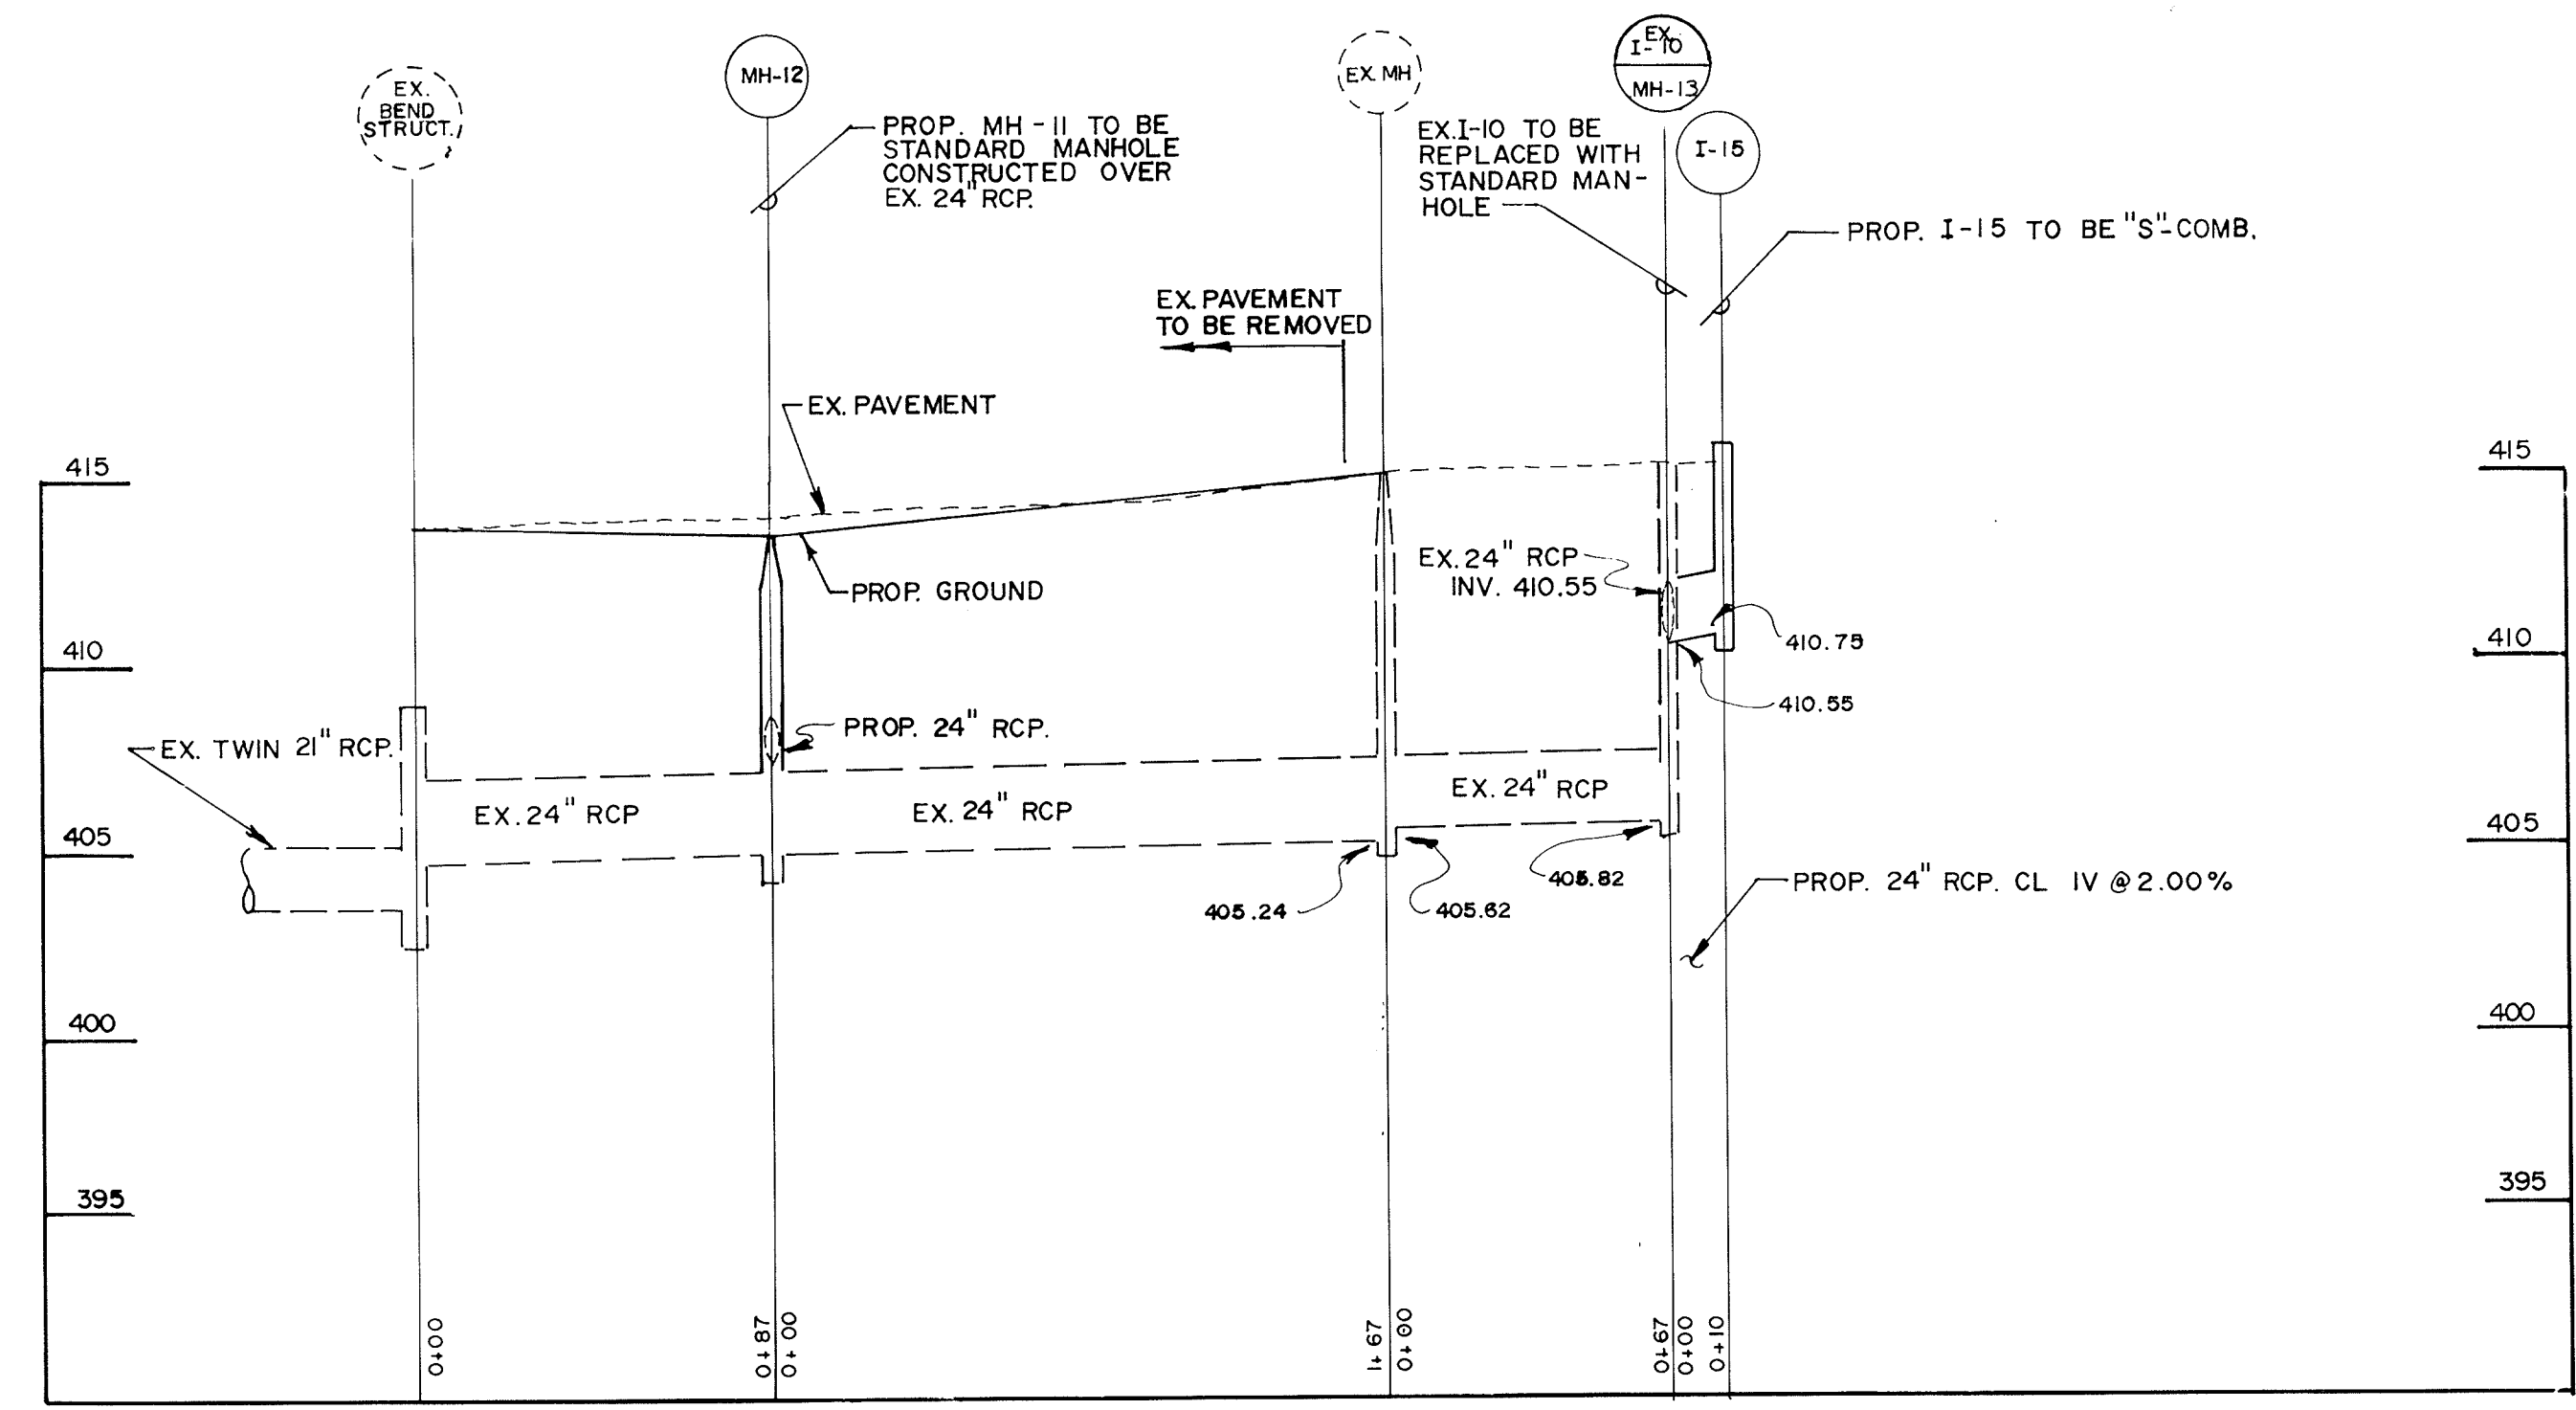 EX.
BEND
STRUCT.
MH-12
EX. MH
EX.
I-10
MH-13
I-15
PROP. MH-11 TO BE
STANDARD MANHOLE
CONSTRUCTED OVER
EX. 24" RCP.
EX. I-10 TO BE
REPLACED WITH
STANDARD MAN-
HOLE
PROP. I-15 TO BE "S"-COMB.
EX. PAVEMENT
TO BE REMOVED
EX. PAVEMENT
PROP. GROUND
EX. 24" RCP
INV. 410.55
410.75
410.55
PROP. 24" RCP.
EX. TWIN 21" RCP.
EX. 24" RCP
EX. 24" RCP
EX. 24" RCP
405.24
405.62
PROP. 24" RCP. CL IV @ 2.00%
415
410
405
400
395
415
410
405
400
395
0+00
0+87
0+00
1+67
0+00
0+67
0+00
0+10